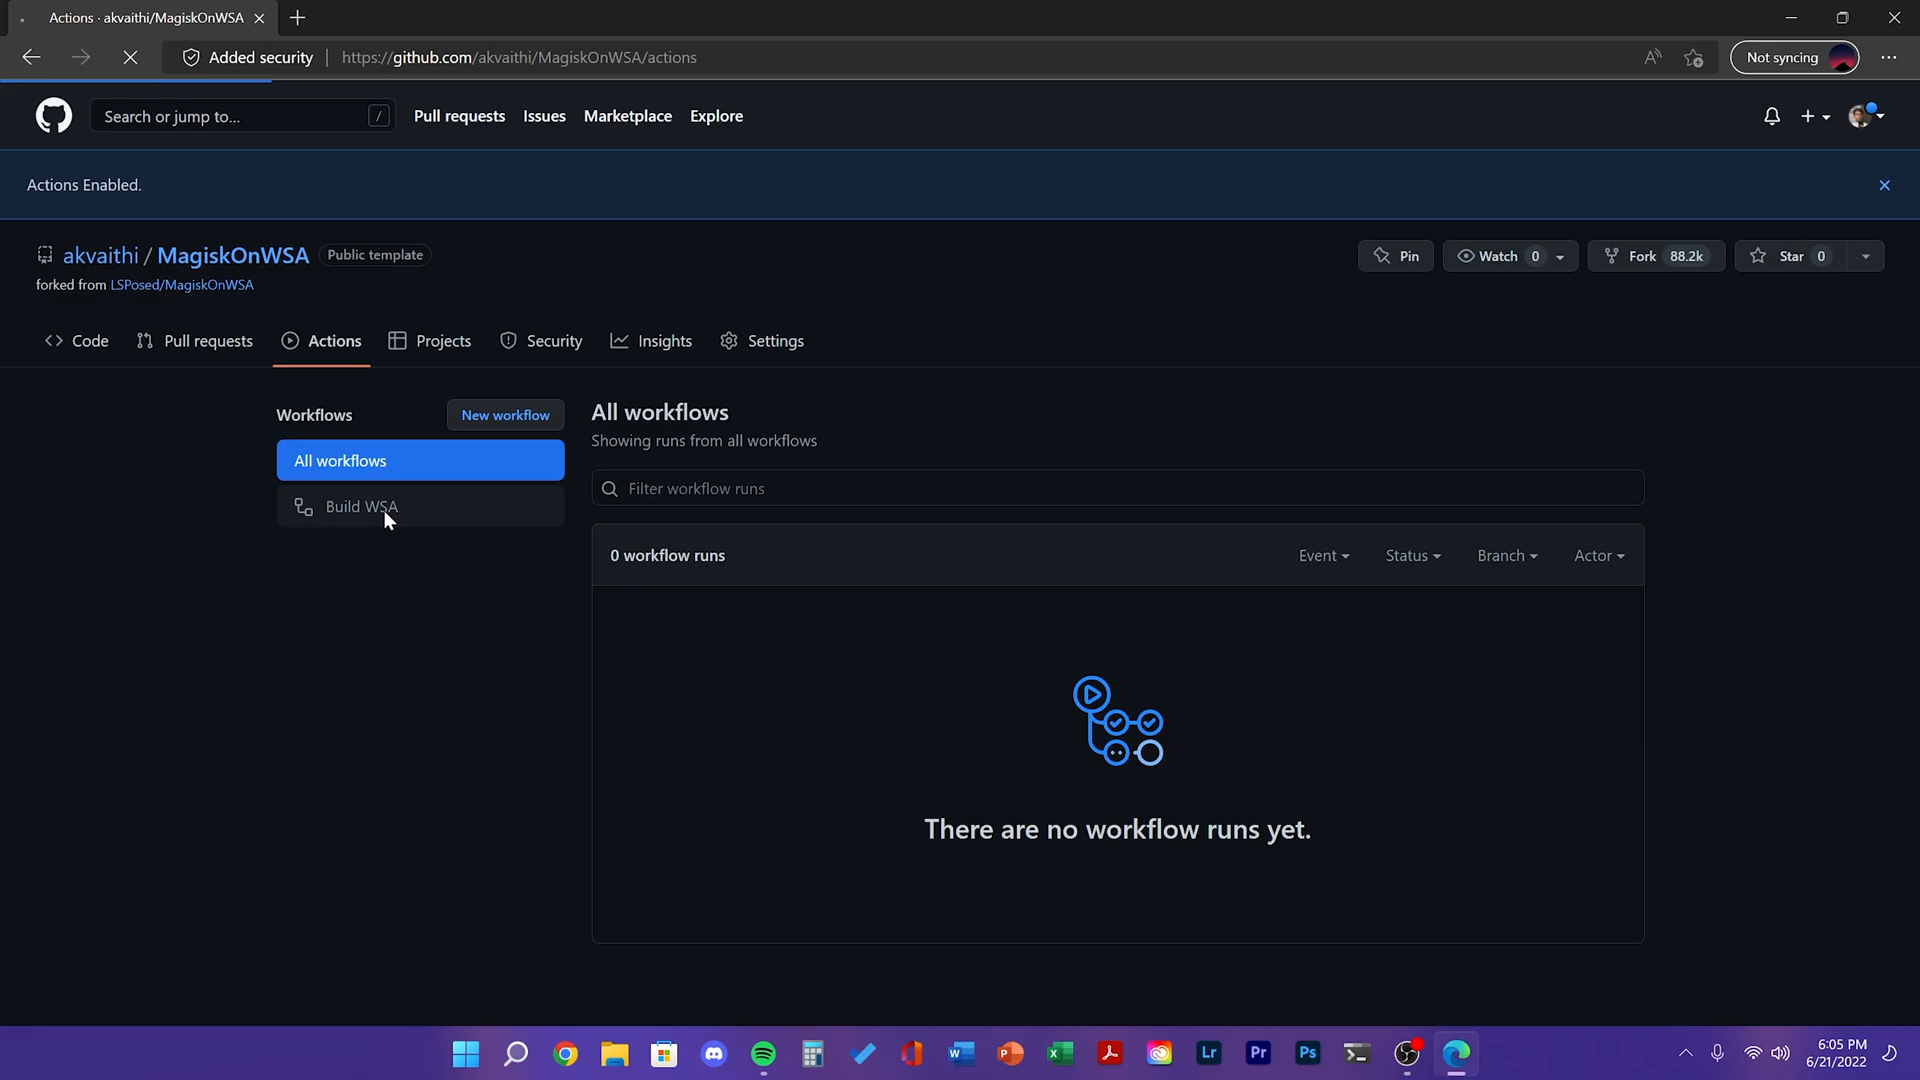 Actions · akvaithi/MagiskOnWSA
Added security
https://github.com/akvaithi/MagiskOnWSA/actions
Not syncing
Search or jump to...
/
Pull requests
Issues
Marketplace
Explore
Actions Enabled.
akvaithi / MagiskOnWSA
Public template
Pin
Watch 0
Fork 88.2k
Star 0
forked from LSPosed/MagiskOnWSA
Code
Pull requests
Actions
Projects
Security
Insights
Settings
Workflows
New workflow
All workflows
Build WSA
All workflows
Showing runs from all workflows
Filter workflow runs
0 workflow runs
Event
Status
Branch
Actor
There are no workflow runs yet.
Lr
Pr
Ps
6:05 PM
6/21/2022